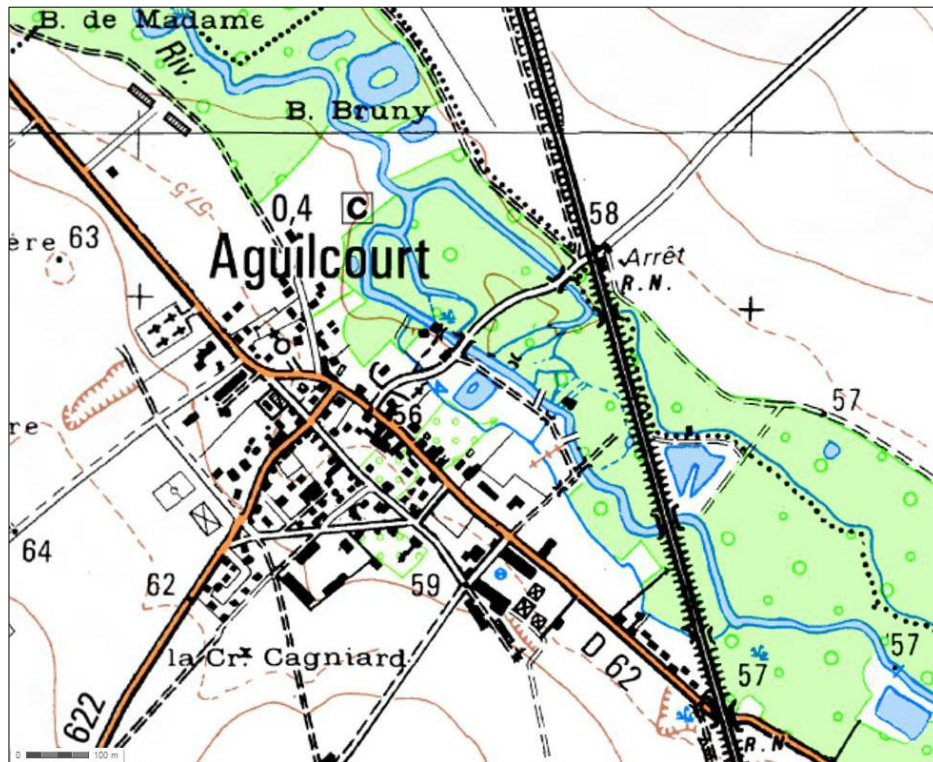 B. de Madame
Riv.
B. Bruny
57,5
0,4
C
58
ère
63
Aguilcourt
Arrêt
R.N.
56
57
re
64
62
59
57
la Cr.x Cagniard
D 62
57
622
R.N
0 100 m